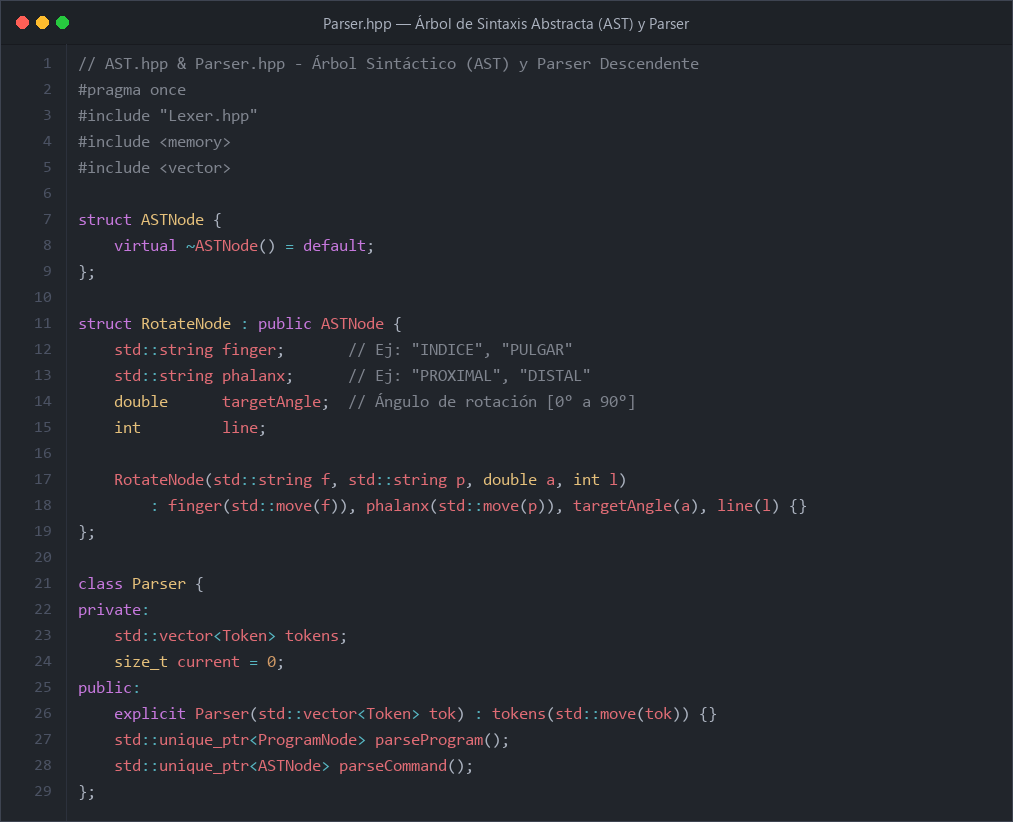 Parser.hpp — Árbol de Sintaxis Abstracta (AST) y Parser
1 // AST.hpp & Parser.hpp - Árbol Sintáctico (AST) y Parser Descendente
2 #pragma once
3 #include "Lexer.hpp"
4 #include <memory>
5 #include <vector>
6
7 struct ASTNode {
8     virtual ~ASTNode() = default;
9 };
10
11 struct RotateNode : public ASTNode {
12     std::string finger;       // Ej: "INDICE", "PULGAR"
13     std::string phalanx;      // Ej: "PROXIMAL", "DISTAL"
14     double      targetAngle;  // Ángulo de rotación [0º a 90º]
15     int         line;
16
17     RotateNode(std::string f, std::string p, double a, int l)
18         : finger(std::move(f)), phalanx(std::move(p)), targetAngle(a), line(l) {}
19 };
20
21 class Parser {
22 private:
23     std::vector<Token> tokens;
24     size_t current = 0;
25 public:
26     explicit Parser(std::vector<Token> tok) : tokens(std::move(tok)) {}
27     std::unique_ptr<ProgramNode> parseProgram();
28     std::unique_ptr<ASTNode> parseCommand();
29 };